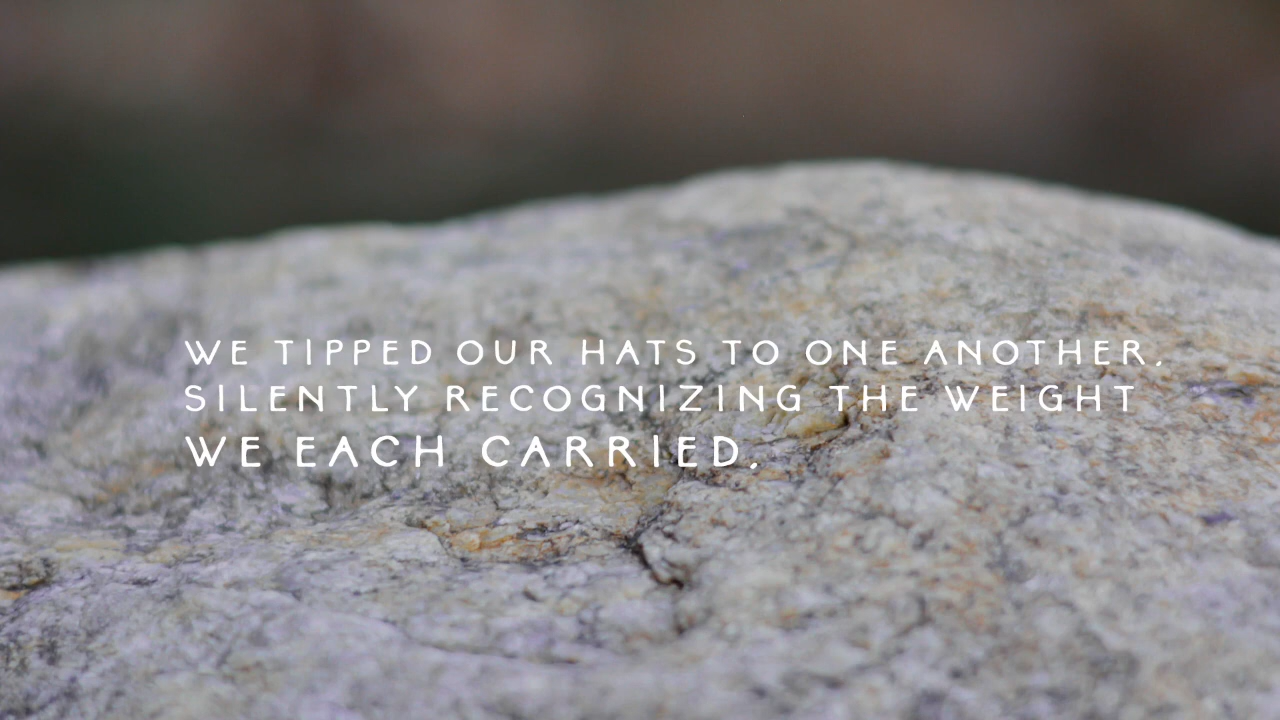 WE TIPPED OUR HATS TO ONE ANOTHER,
SILENTLY RECOGNIZING THE WEIGHT
WE EACH CARRIED.